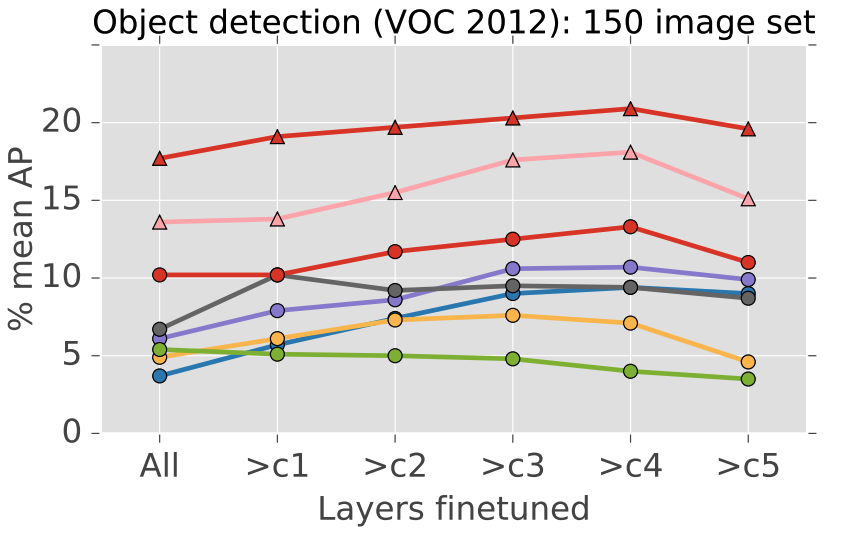 Object detection (VOC 2012): 150 image set
% mean AP
20
15
10
5
0
All >c1 >c2 >c3 >c4 >c5
Layers finetuned